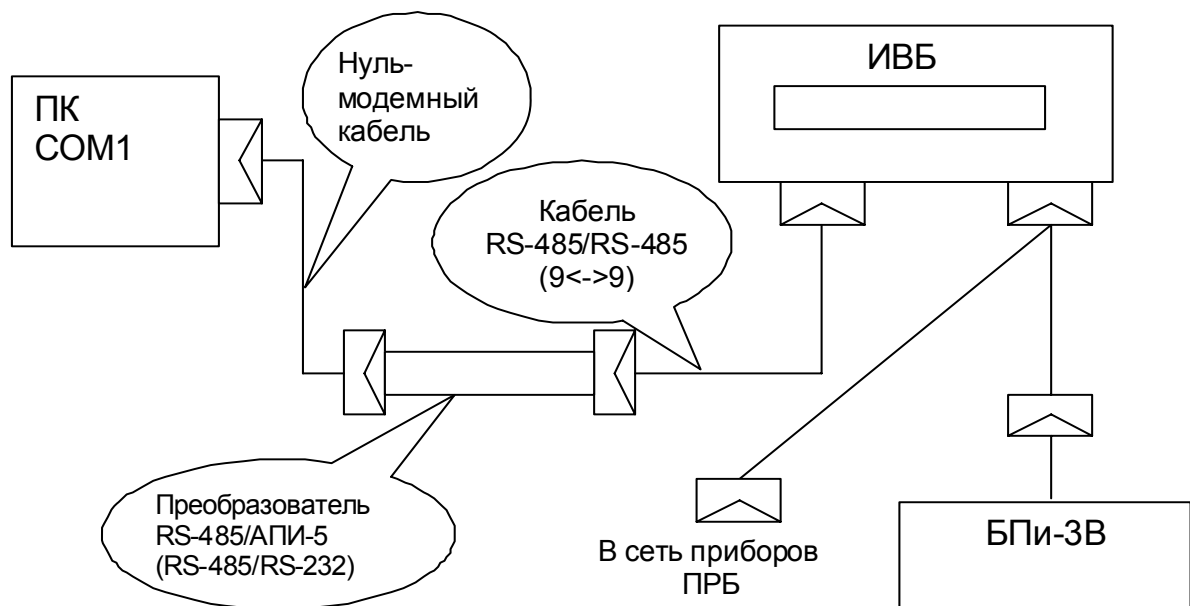 ПК
COM1
Нуль-
модемный
кабель
ИВБ
Кабель
RS-485/RS-485
(9<->9)
Преобразователь
RS-485/АПИ-5
(RS-485/RS-232)
В сеть приборов
ПРБ
БПи-3В